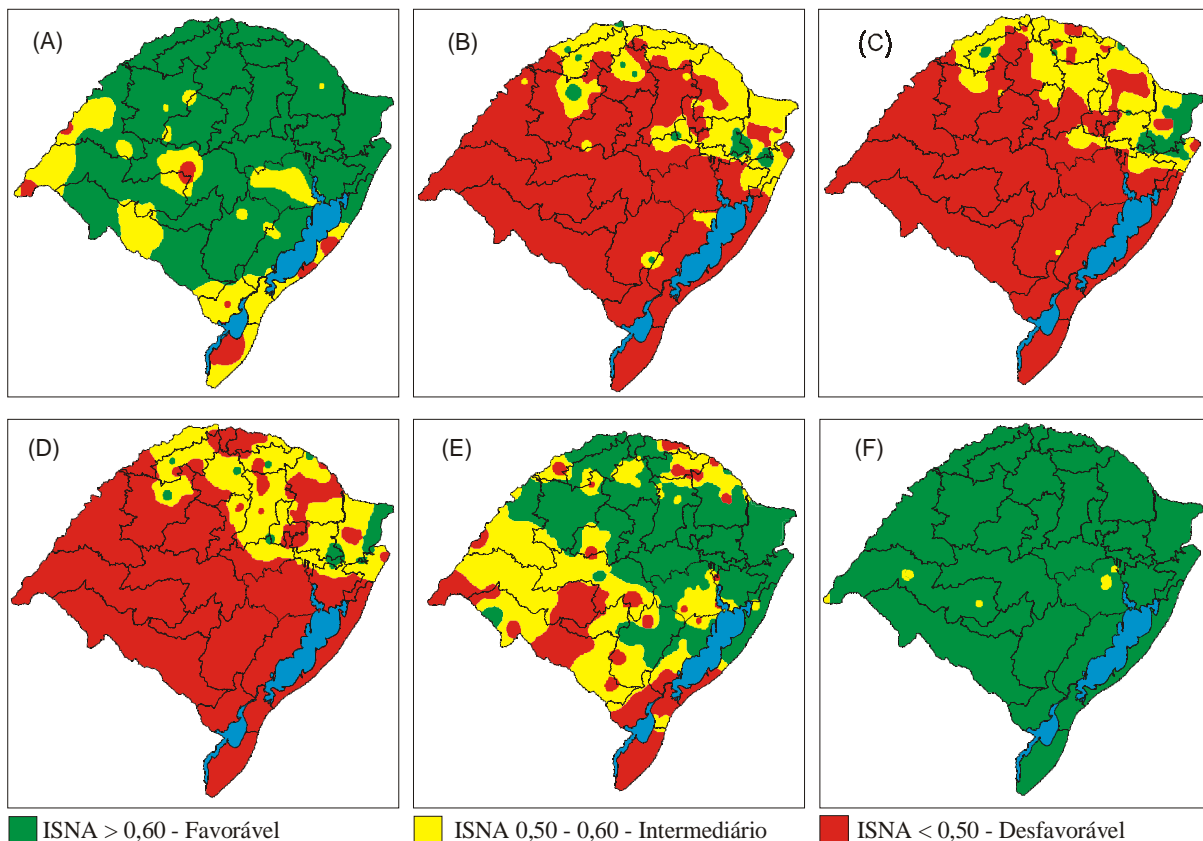 (A)
(B)
(C)
(D)
(E)
(F)
ISNA > 0,60 - Favorável
ISNA 0,50 - 0,60 - Intermediário
ISNA < 0,50 - Desfavorável